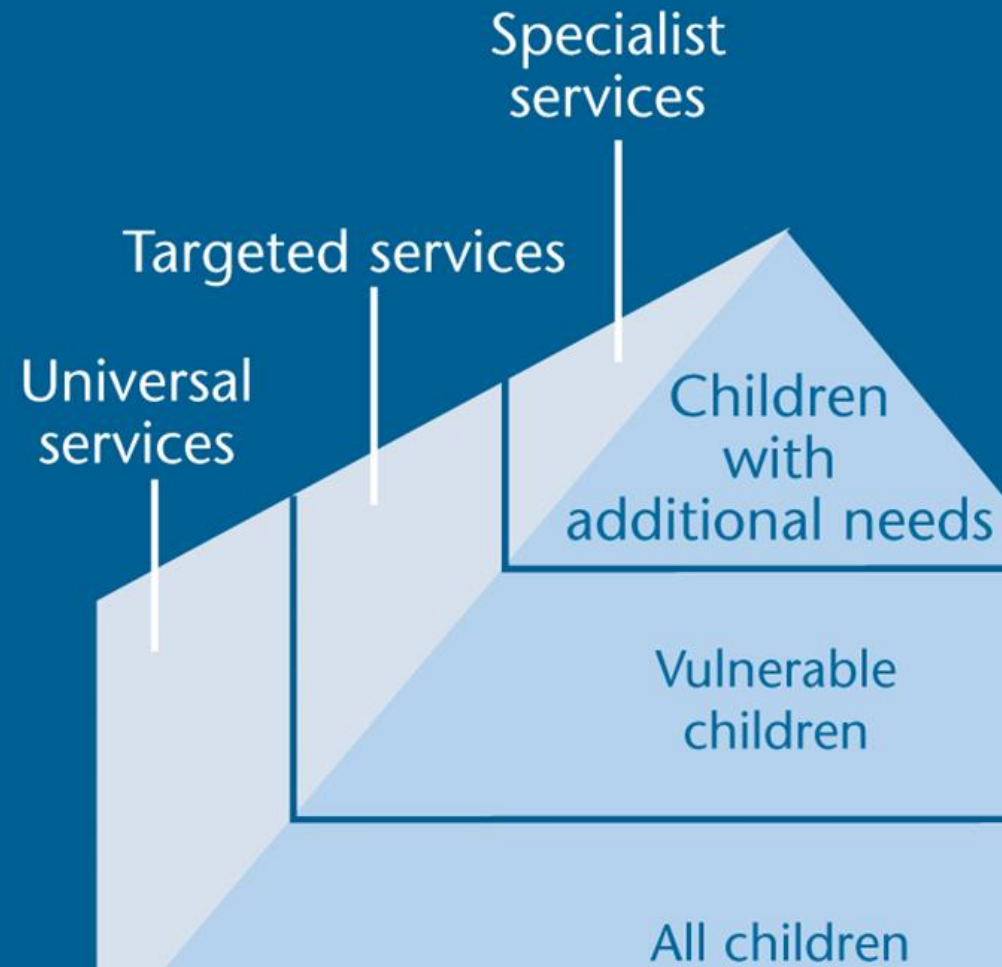 Specialist
services
Targeted services
Universal
services
Children
with
additional needs
Vulnerable
children
All children